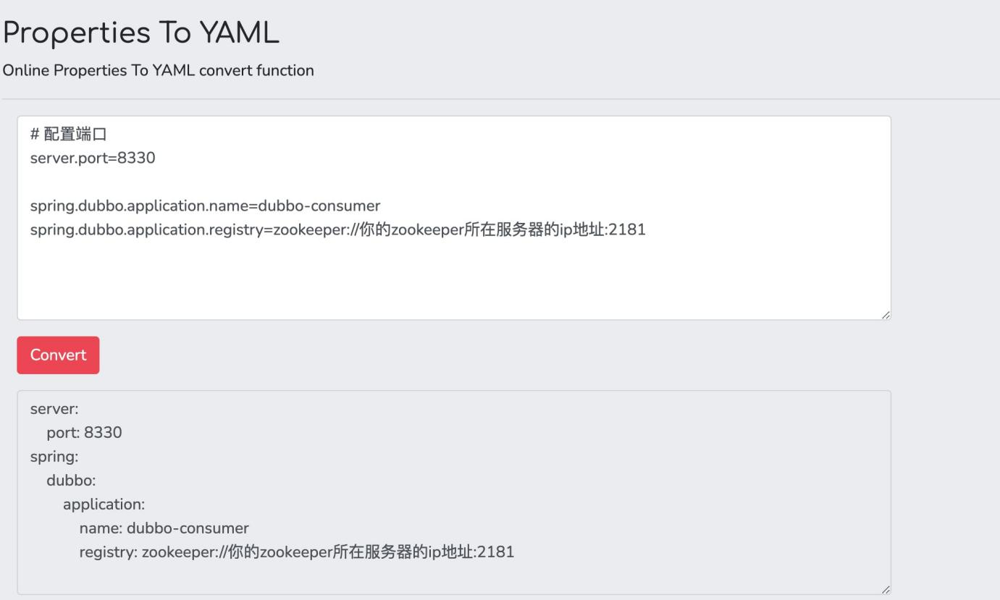 Properties To YAML
Online Properties To YAML convert function
# 配置端口
server.port=8330
spring.dubbo.application.name=dubbo-consumer
spring.dubbo.application.registry=zookeeper://你的zookeeper所在服务器的ip地址:2181
Convert
server:
    port: 8330
spring:
    dubbo:
        application:
            name: dubbo-consumer
            registry: zookeeper://你的zookeeper所在服务器的ip地址:2181